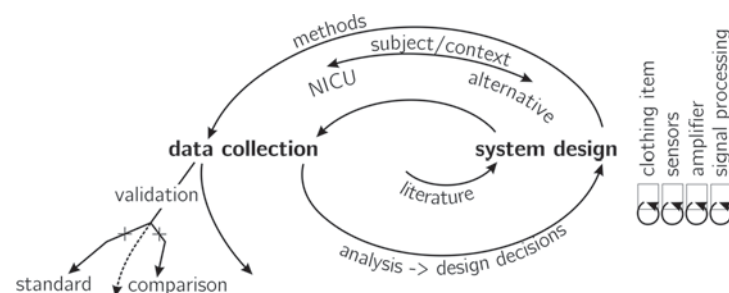 methods
subject/context
NICU
alternative
data collection
system design
literature
validation
analysis -> design decisions
standard
comparison
clothing item
sensors
amplifier
signal processing